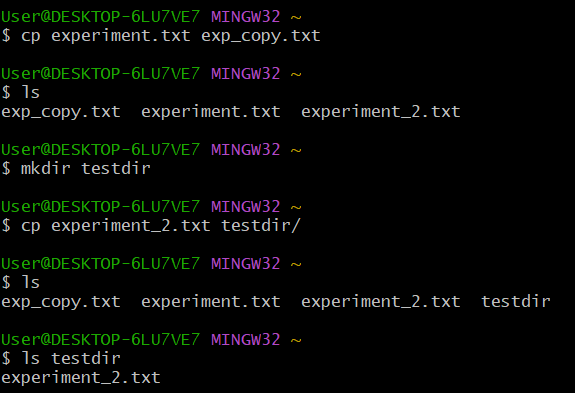 User@DESKTOP-6LU7VE7 MINGW32 ~
$ cp experiment.txt exp_copy.txt
User@DESKTOP-6LU7VE7 MINGW32 ~
$ ls
exp_copy.txt  experiment.txt  experiment_2.txt
User@DESKTOP-6LU7VE7 MINGW32 ~
$ mkdir testdir
User@DESKTOP-6LU7VE7 MINGW32 ~
$ cp experiment_2.txt testdir/
User@DESKTOP-6LU7VE7 MINGW32 ~
$ ls
exp_copy.txt  experiment.txt  experiment_2.txt  testdir
User@DESKTOP-6LU7VE7 MINGW32 ~
$ ls testdir
experiment_2.txt